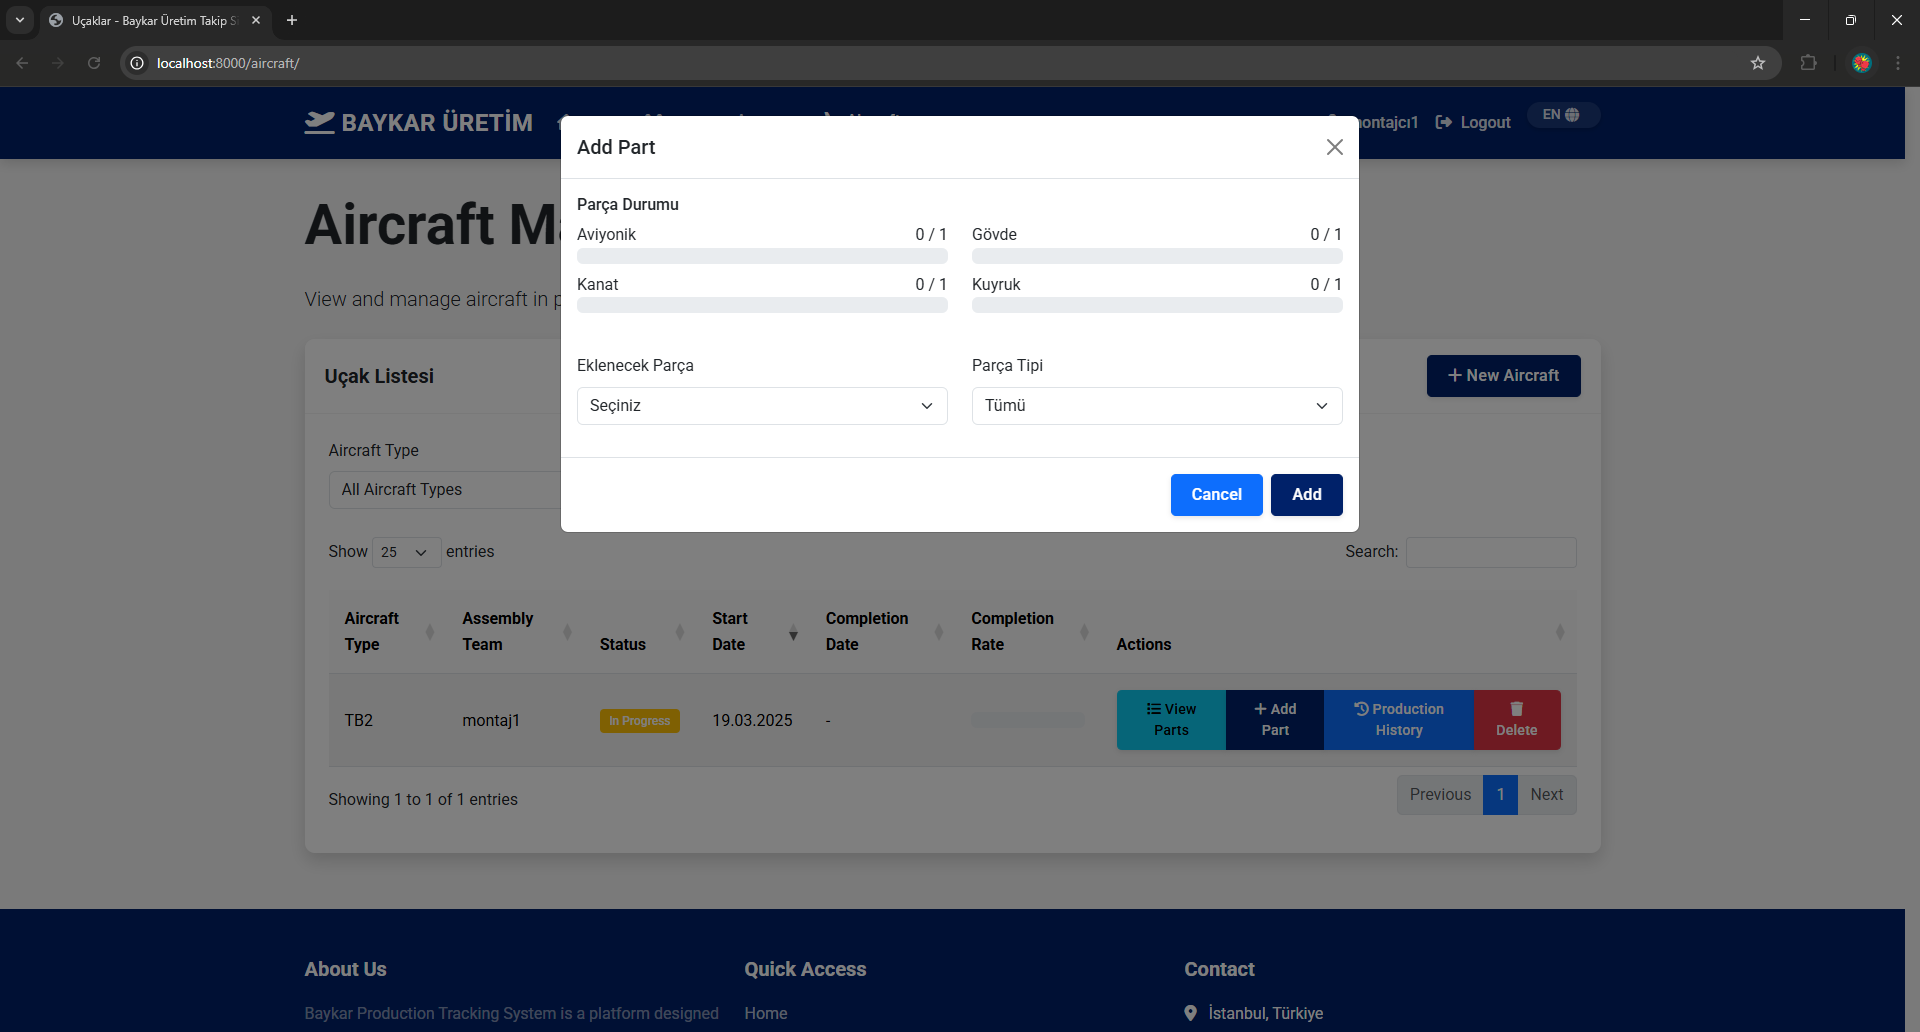 Uçaklar - Baykar Üretim Takip S
localhost:8000/aircraft/
BAYKAR ÜRETİM
ontajcı1 Logout EN
Add Part
Parça Durumu
Aviyonik 0 / 1 Gövde 0 / 1
Kanat 0 / 1 Kuyruk 0 / 1
Eklenecek Parça Parça Tipi
Seçiniz Tümü
Cancel Add
Aircraft M
View and manage aircraft in p
Uçak Listesi
+ New Aircraft
Aircraft Type
All Aircraft Types
Show 25 entries
Search:
Aircraft Type Assembly Team Status Start Date Completion Date Completion Rate Actions
TB2 montaj1 In Progress 19.03.2025 - View Parts + Add Part Production History Delete
Showing 1 to 1 of 1 entries
Previous 1 Next
About Us Quick Access Contact
Baykar Production Tracking System is a platform designed Home İstanbul, Türkiye